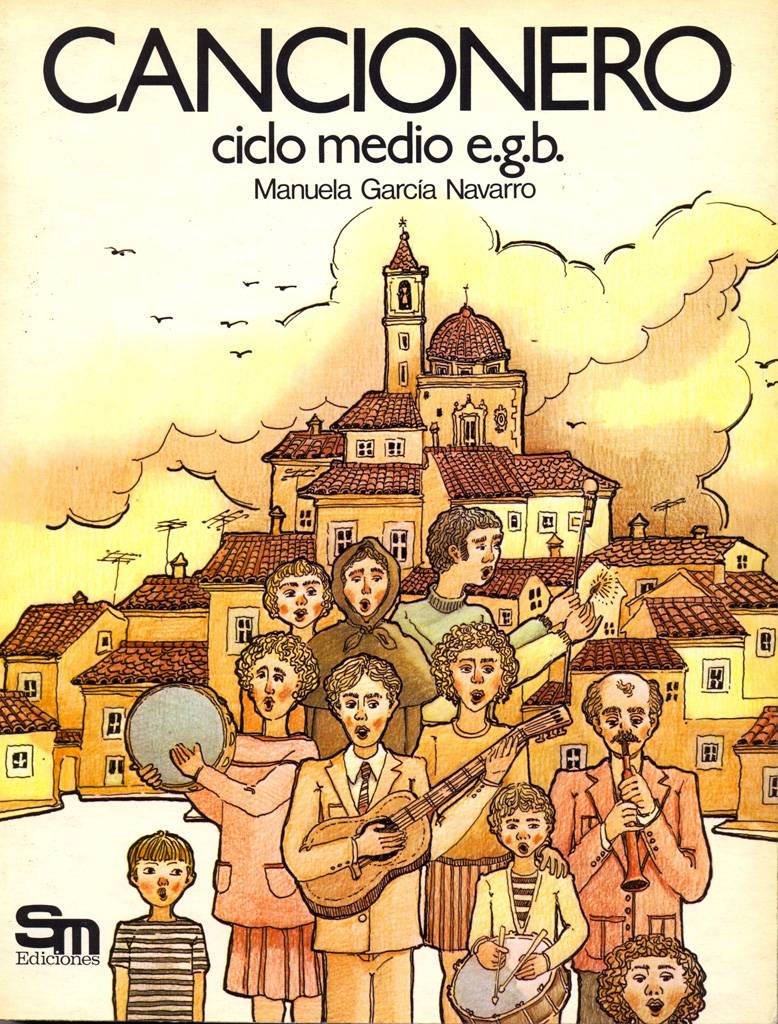 CANCIONERO
ciclo medio e.g.b.
Manuela García Navarro
Sm
Ediciones